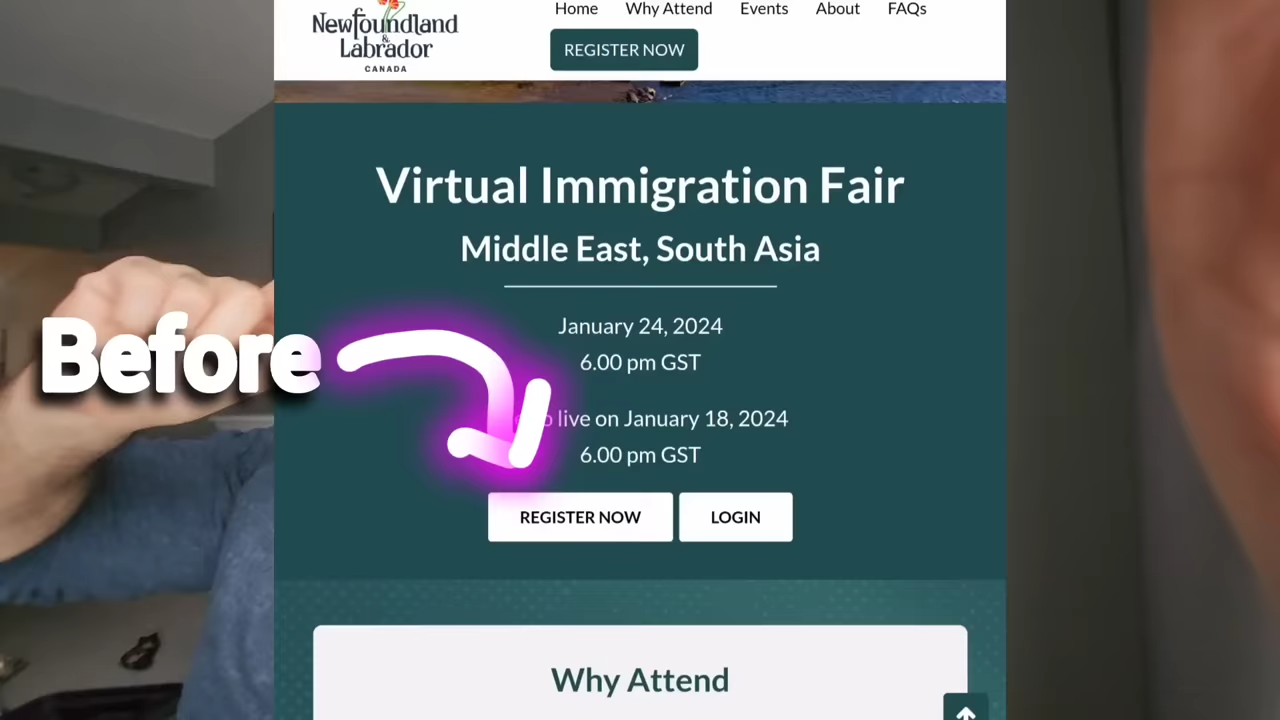 Newfoundland
&
Labrador
CANADA
Home Why Attend Events About FAQs
REGISTER NOW
Virtual Immigration Fair
Middle East, South Asia
January 24, 2024
6.00 pm GST
Before
live on January 18, 2024
6.00 pm GST
REGISTER NOW
LOGIN
Why Attend